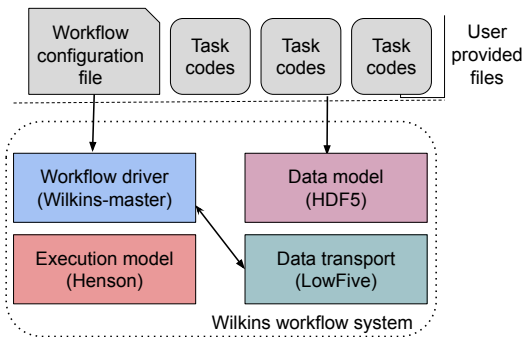 Workflow
configuration
file
Task
codes
Task
codes
Task
codes
User
provided
files
Workflow driver
(Wilkins-master)
Data model
(HDF5)
Execution model
(Henson)
Data transport
(LowFive)
Wilkins workflow system